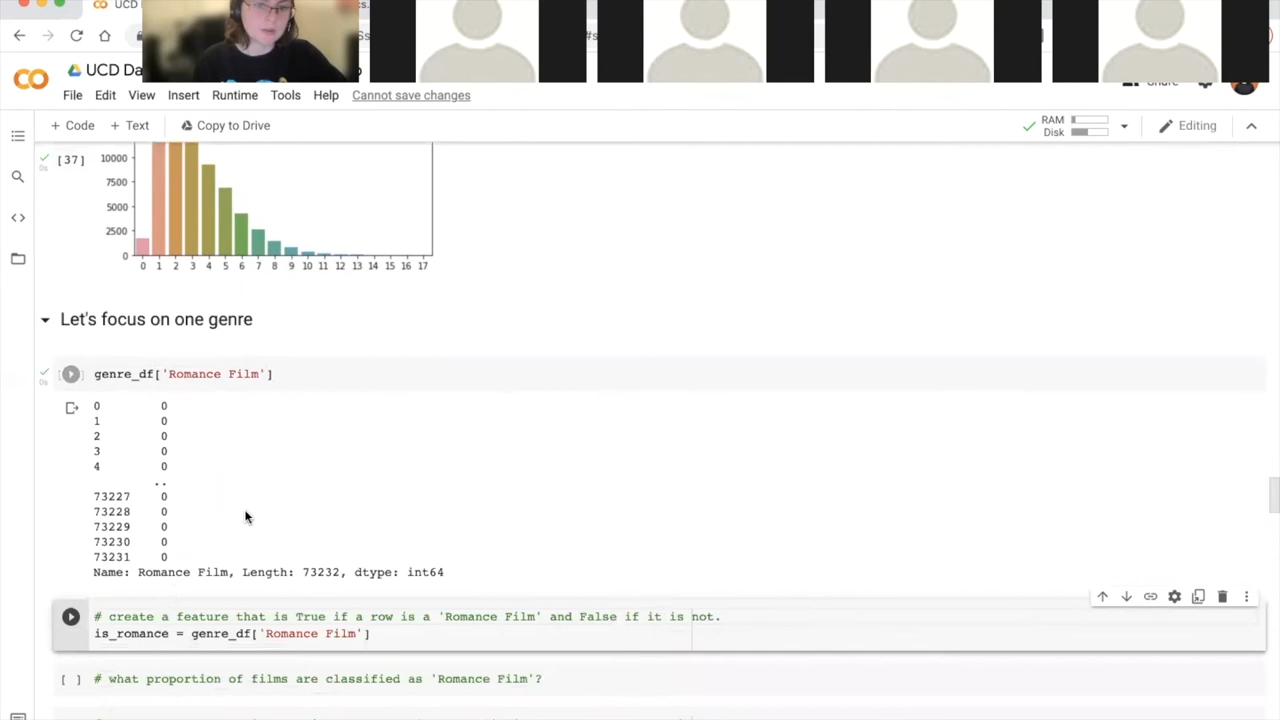 UCD Da
Share
File Edit View Insert Runtime Tools Help Cannot save changes
+ Code + Text Copy to Drive
RAM
Disk
Editing
[37]
0s
10000
7500
5000
2500
0
0 1 2 3 4 5 6 7 8 9 10 11 12 13 14 15 16 17
Let's focus on one genre
0s
genre_df['Romance Film']
0 0
1 0
2 0
3 0
4 0
..
73227 0
73228 0
73229 0
73230 0
73231 0
Name: Romance Film, Length: 73232, dtype: int64
# create a feature that is True if a row is a 'Romance Film' and False if it is not.
is_romance = genre_df['Romance Film']
[ ] # what proportion of films are classified as 'Romance Film'?